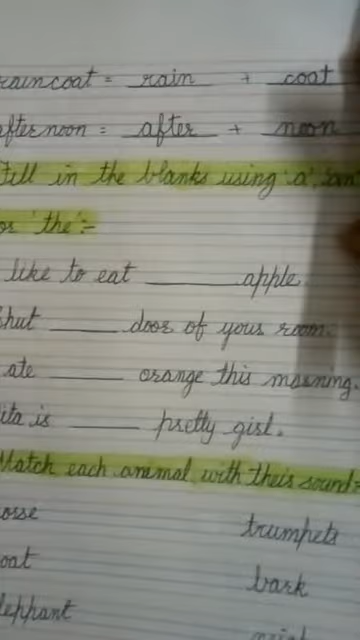 raincoat = rain + coat
afternoon = after + noon
Fill in the blanks using 'a', 'an'
or 'the':-
like to eat ______ apple.
shut ______ door of your room.
ate ______ orange this morning.
ita is ______ pretty girl.
Match each animal with their sound:-
orse trumpets
oat bark
lephant